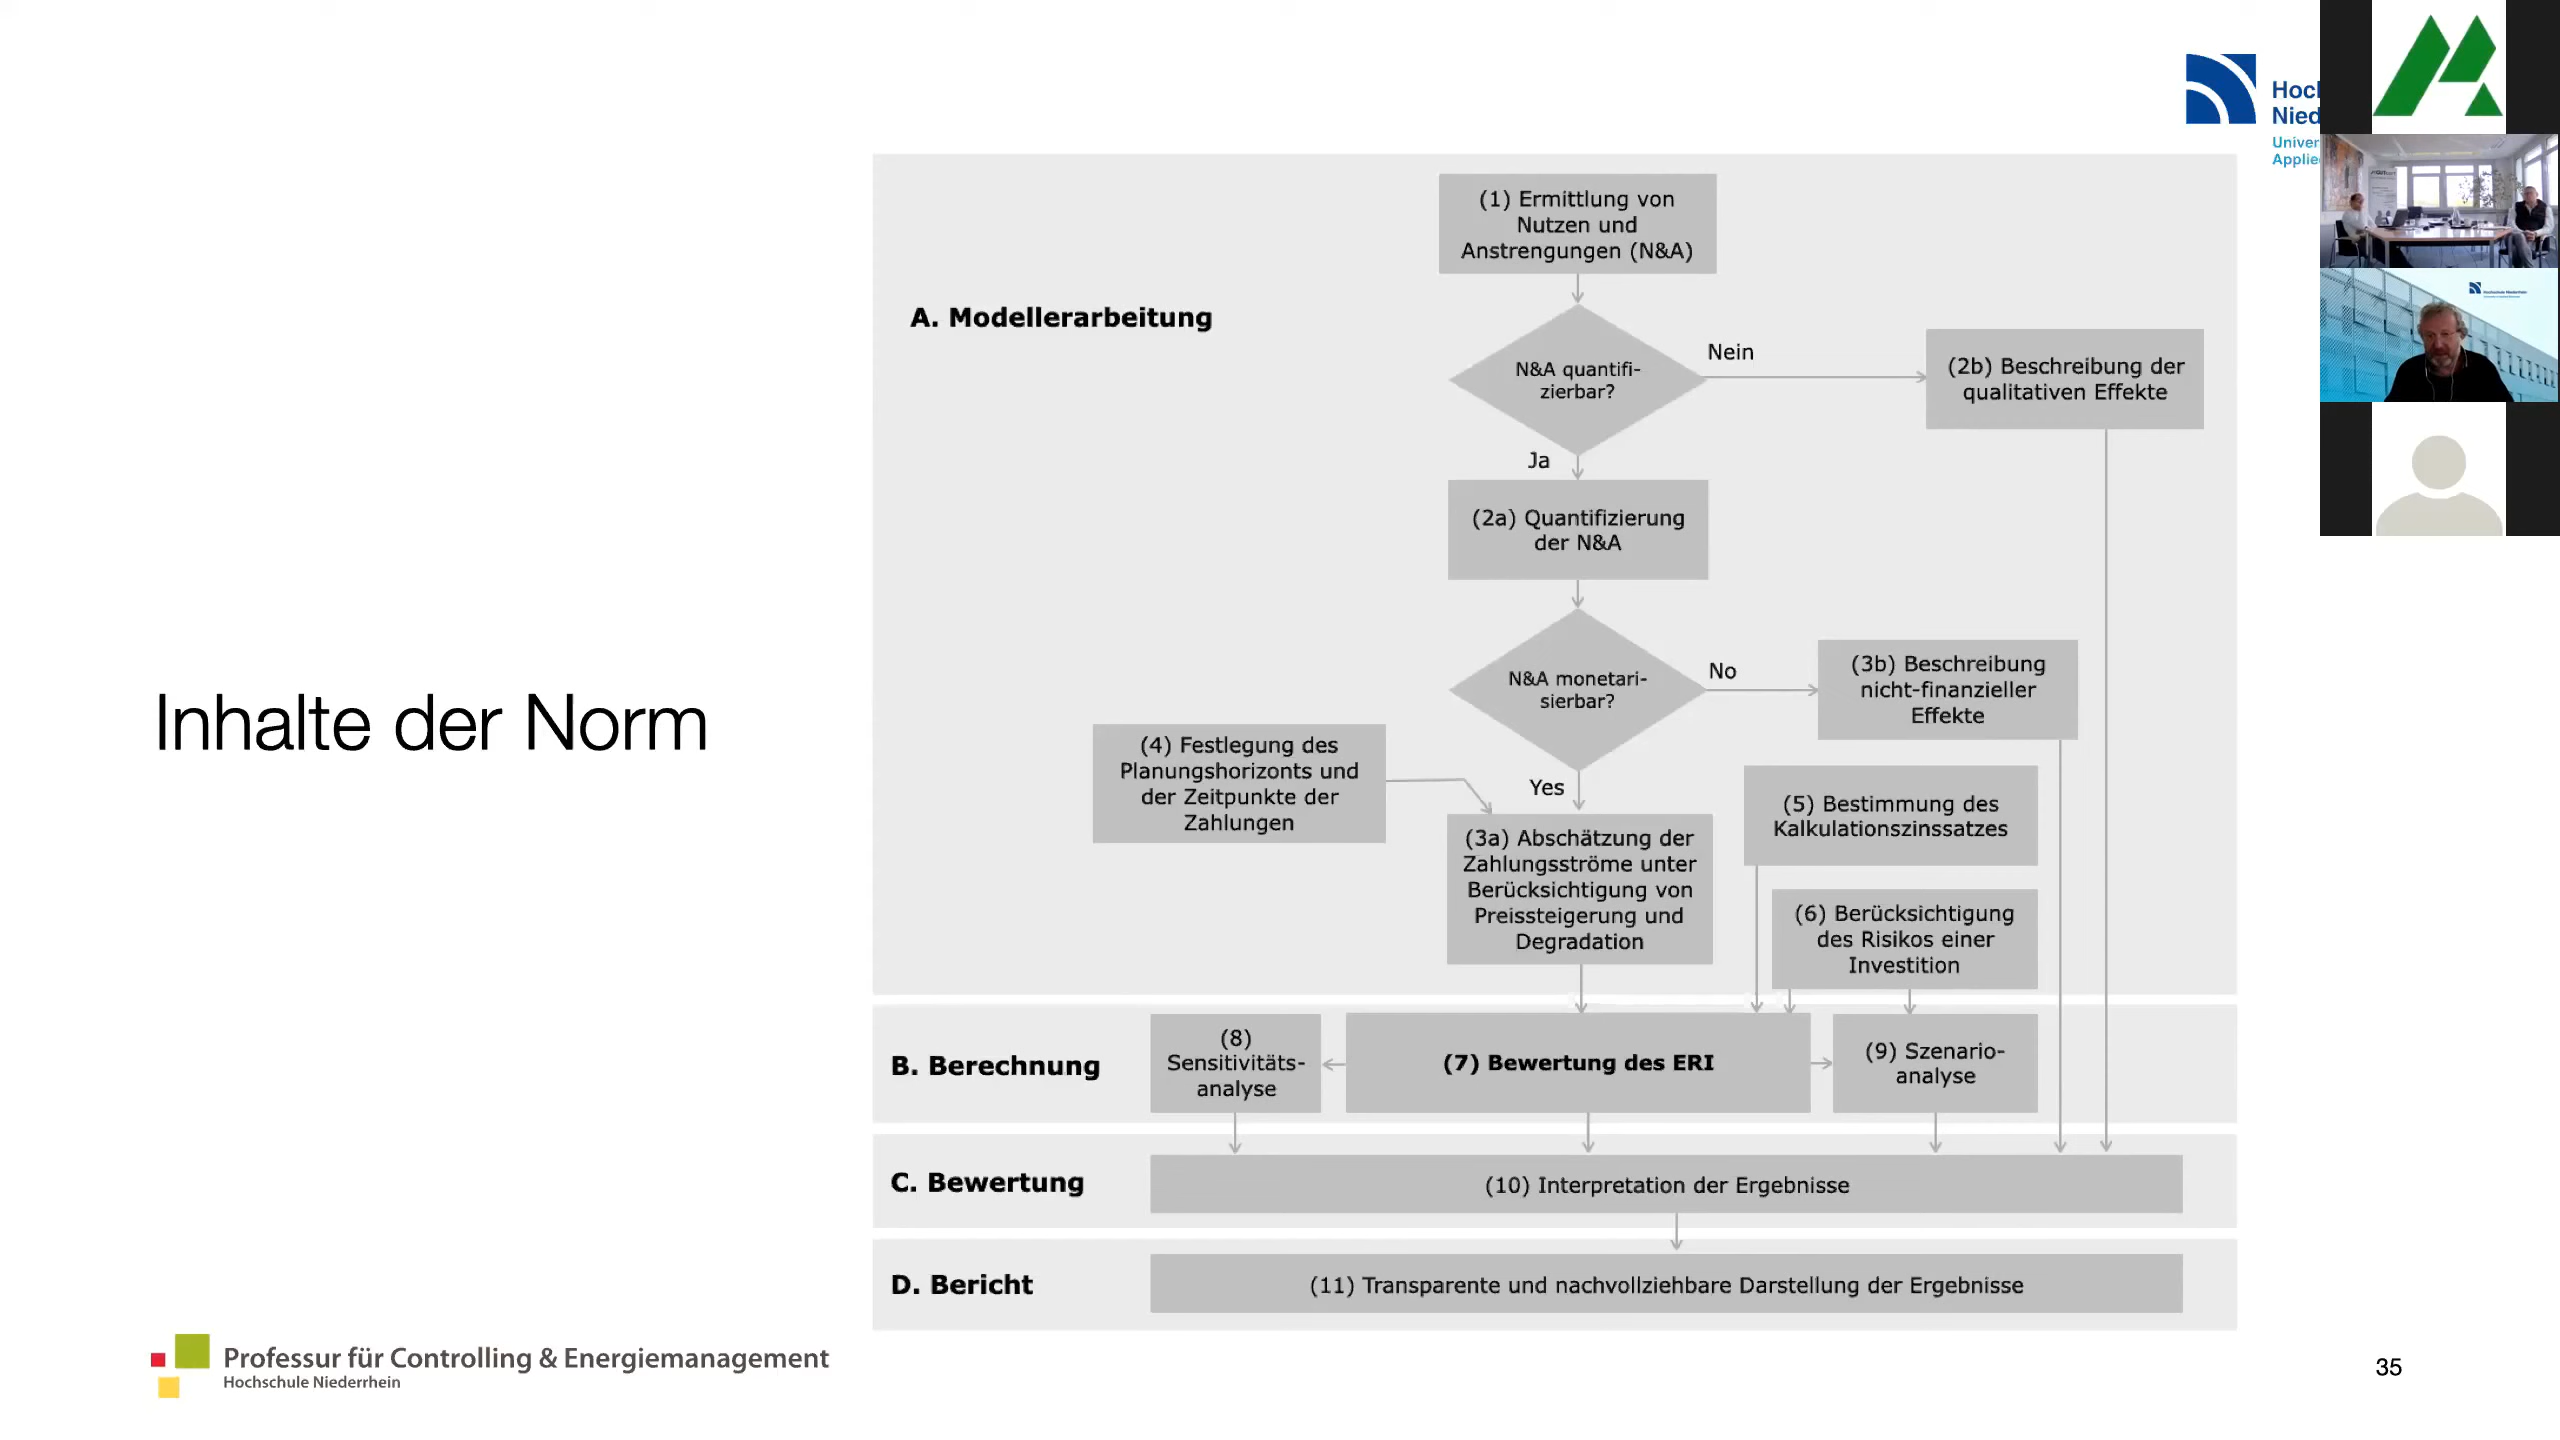 Hoch
Nied
Univer
Applie
(1) Ermittlung von
Nutzen und
Anstrengungen (N&A)
A. Modellerarbeitung
N&A quantifi-
zierbar?
Nein
(2b) Beschreibung der
qualitativen Effekte
Ja
(2a) Quantifizierung
der N&A
N&A monetari-
sierbar?
No
(3b) Beschreibung
nicht-finanzieller
Effekte
Inhalte der Norm
(4) Festlegung des
Planungshorizonts und
der Zeitpunkte der
Zahlungen
Yes
(3a) Abschätzung der
Zahlungsströme unter
Berücksichtigung von
Preissteigerung und
Degradation
(5) Bestimmung des
Kalkulationszinssatzes
(6) Berücksichtigung
des Risikos einer
Investition
B. Berechnung
(8)
Sensitivitäts-
analyse
(7) Bewertung des ERI
(9) Szenario-
analyse
C. Bewertung
(10) Interpretation der Ergebnisse
D. Bericht
(11) Transparente und nachvollziehbare Darstellung der Ergebnisse
Professur für Controlling & Energiemanagement
Hochschule Niederrhein
35